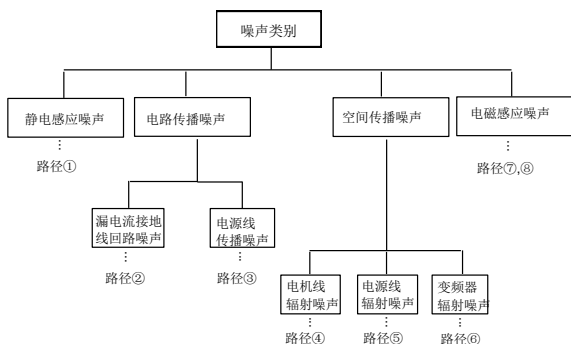 噪声类别
静电感应噪声
电路传播噪声
空间传播噪声
电磁感应噪声
路径①
路径⑦,⑧
漏电流接地
线回路噪声
电源线
传播噪声
路径②
路径③
电机线
辐射噪声
电源线
辐射噪声
变频器
辐射噪声
路径④
路径⑤
路径⑥